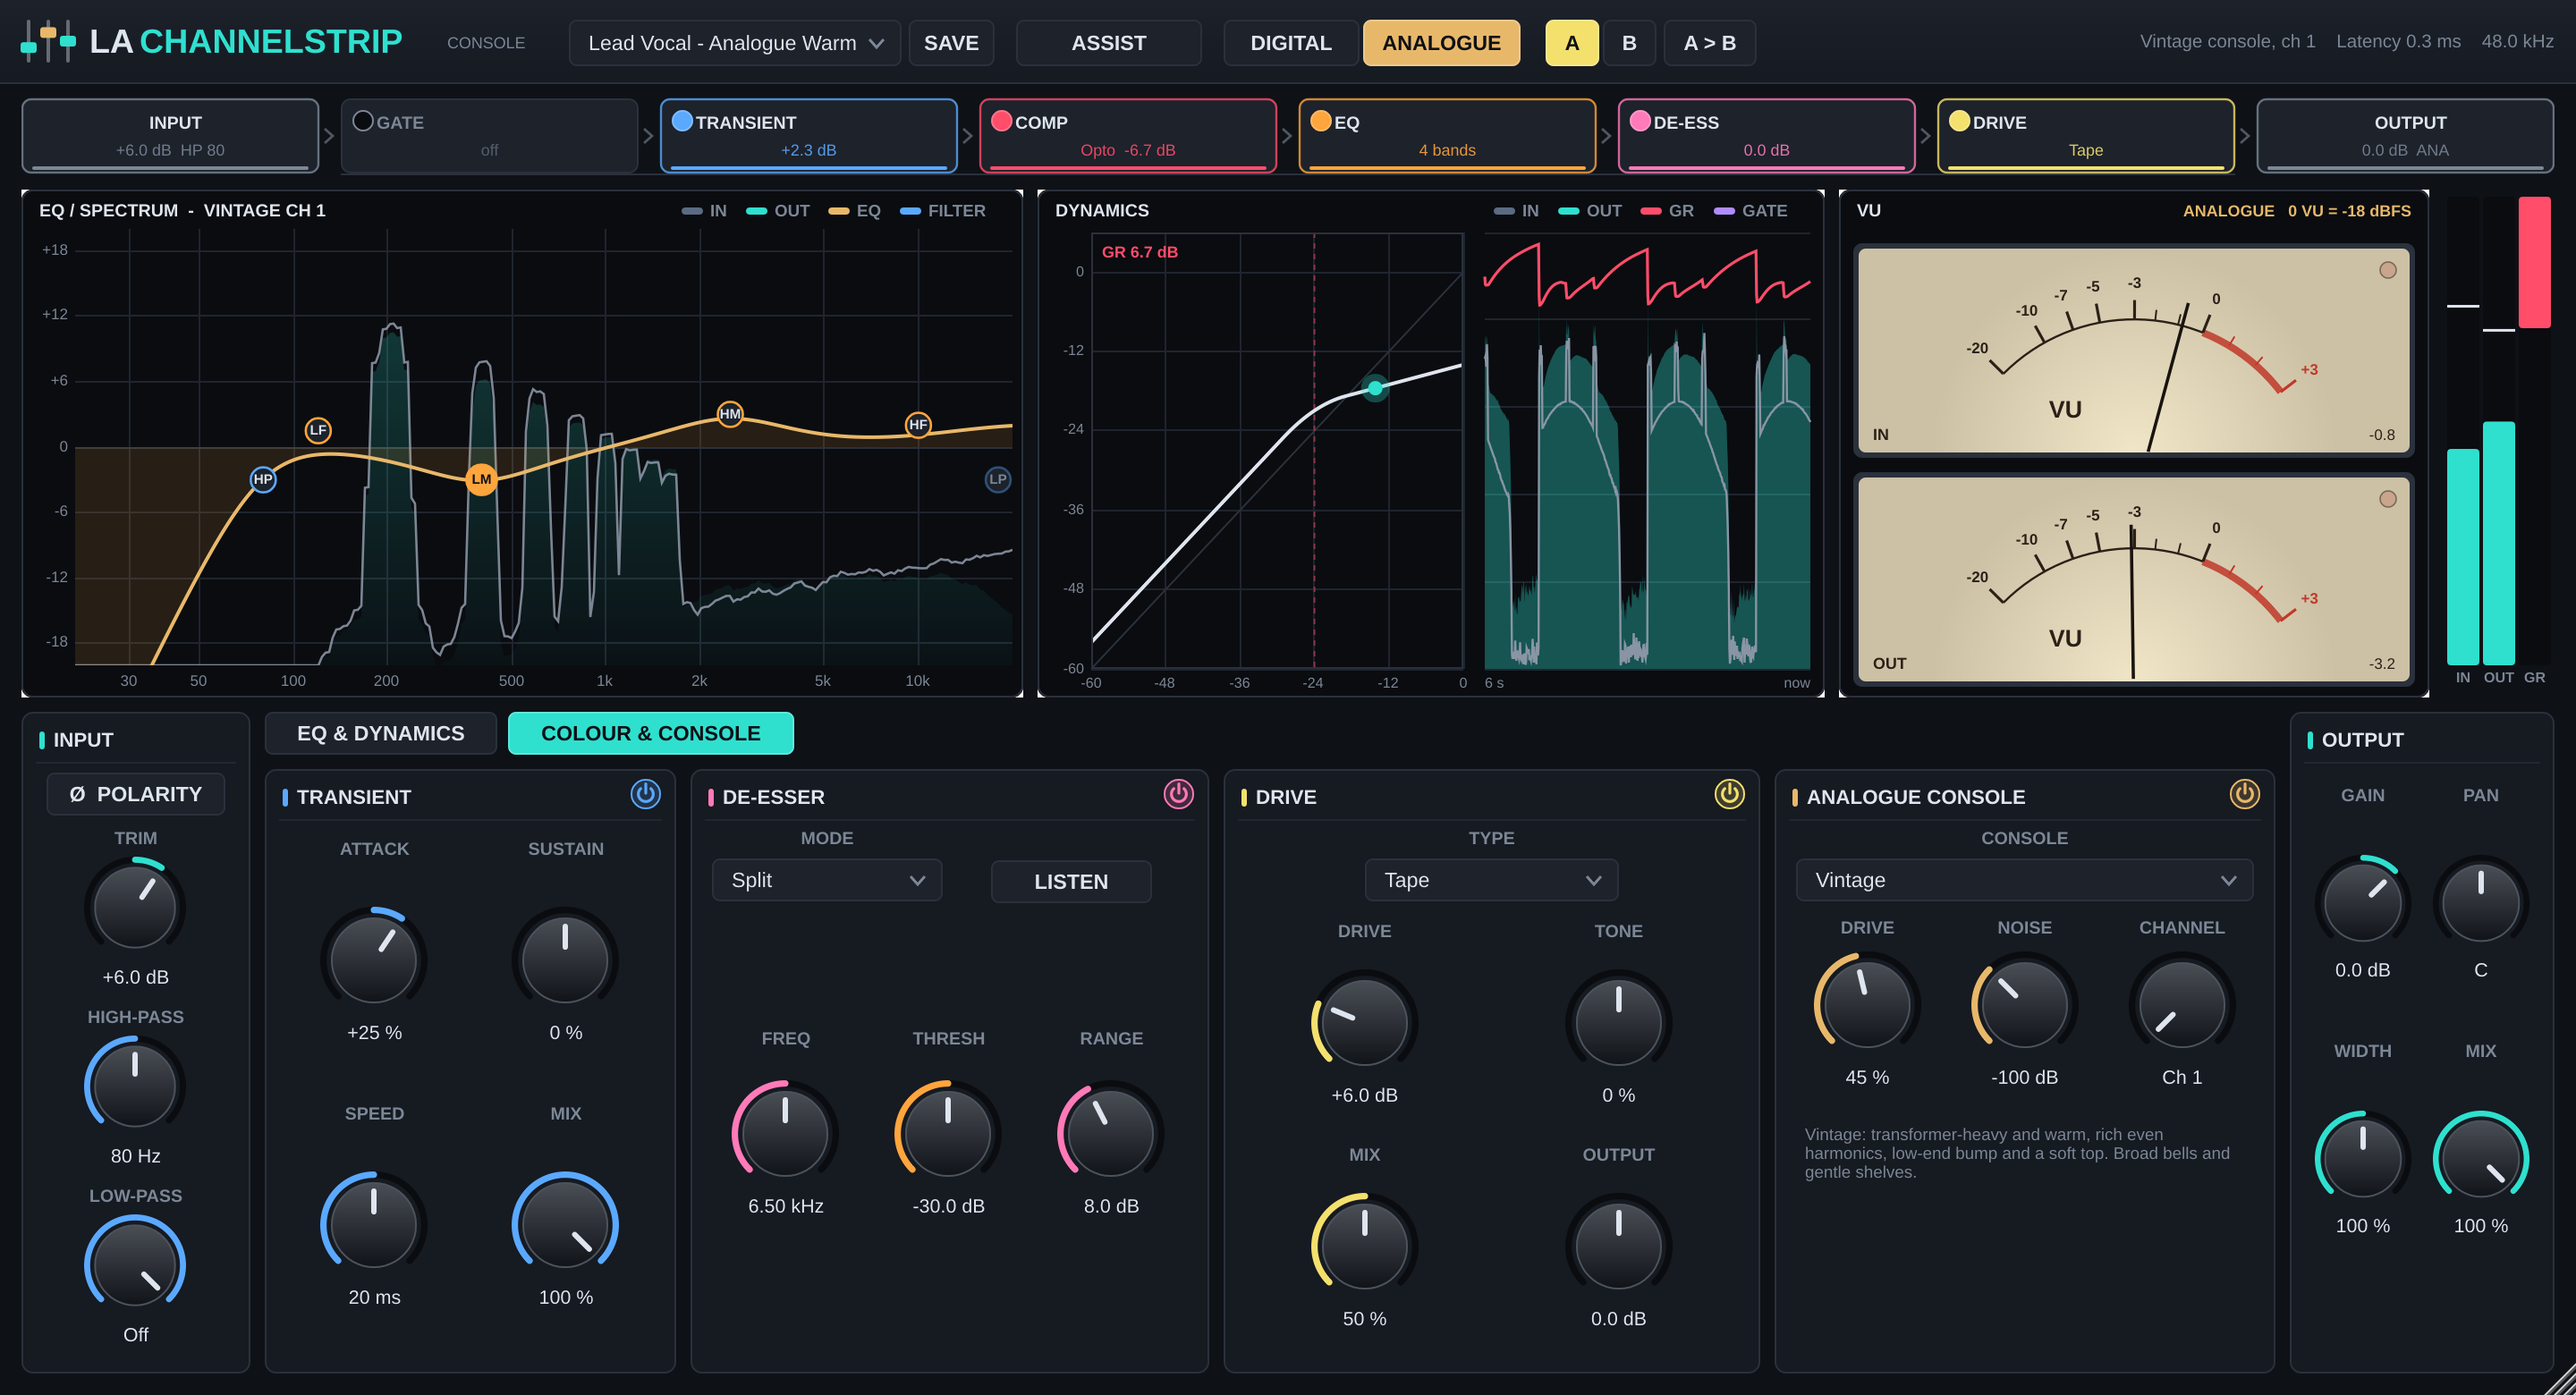 LA CHANNELSTRIP CONSOLE Lead Vocal - Analogue Warm SAVE ASSIST DIGITAL ANALOGUE A B A > B Vintage console, ch 1 Latency 0.3 ms 48.0 kHz
INPUT GATE TRANSIENT COMP EQ DE-ESS DRIVE OUTPUT
+6.0 dB HP 80 off +2.3 dB Opto -6.7 dB 4 bands 0.0 dB Tape 0.0 dB ANA
EQ / SPECTRUM - VINTAGE CH 1 IN OUT EQ FILTER
+18
+12
+6
0
-6
-12
-18
LF HM HF
HP LM LP
30 50 100 200 500 1k 2k 5k 10k
DYNAMICS IN OUT GR GATE
GR 6.7 dB
0
-12
-24
-36
-48
-60
-60 -48 -36 -24 -12 0 6 s now
VU ANALOGUE 0 VU = -18 dBFS
-20 -10 -7 -5 -3 0 +3
VU
IN -0.8
-20 -10 -7 -5 -3 0 +3
VU
OUT -3.2
IN OUT GR
INPUT
Ø POLARITY
TRIM
+6.0 dB
HIGH-PASS
80 Hz
LOW-PASS
Off
EQ & DYNAMICS COLOUR & CONSOLE
TRANSIENT
ATTACK SUSTAIN
+25 % 0 %
SPEED MIX
20 ms 100 %
DE-ESSER
MODE
Split LISTEN
FREQ THRESH RANGE
6.50 kHz -30.0 dB 8.0 dB
DRIVE
TYPE
Tape
DRIVE TONE
+6.0 dB 0 %
MIX OUTPUT
50 % 0.0 dB
ANALOGUE CONSOLE
CONSOLE
Vintage
DRIVE NOISE CHANNEL
45 % -100 dB Ch 1
Vintage: transformer-heavy and warm, rich even
harmonics, low-end bump and a soft top. Broad bells and
gentle shelves.
OUTPUT
GAIN PAN
0.0 dB C
WIDTH MIX
100 % 100 %